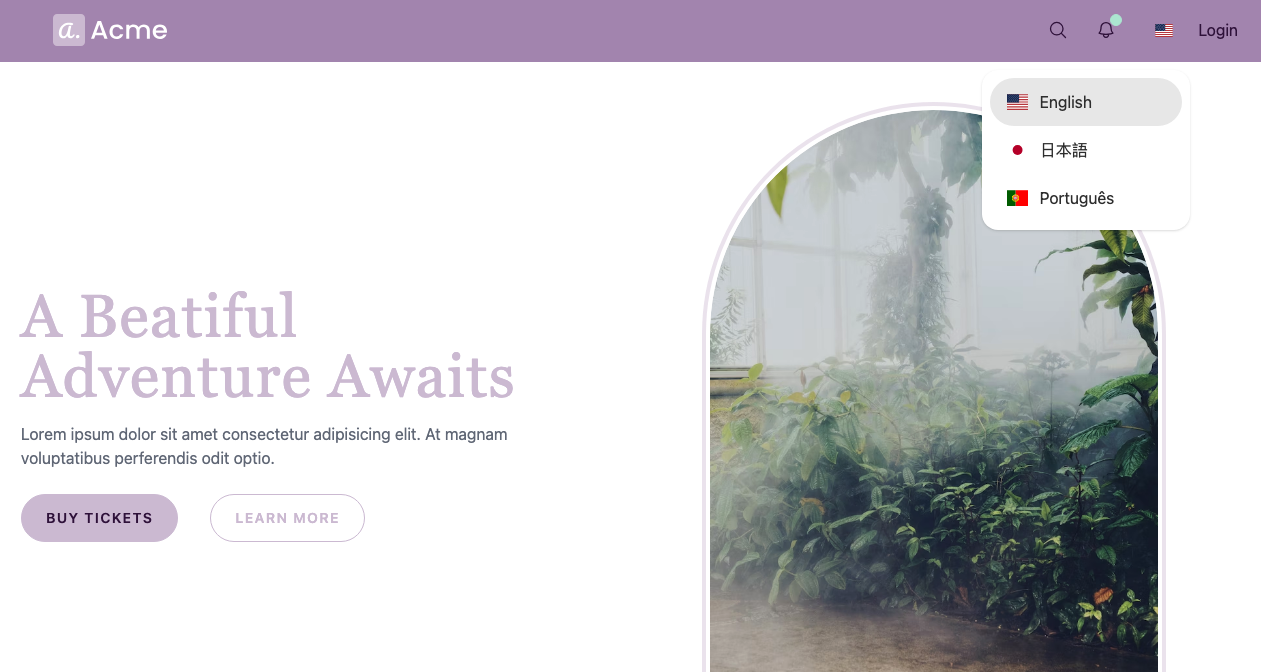 a. Acme
Login
English
日本語
Português
A Beatiful
Adventure Awaits
Lorem ipsum dolor sit amet consectetur adipisicing elit. At magnam
voluptatibus perferendis odit optio.
BUY TICKETS
LEARN MORE